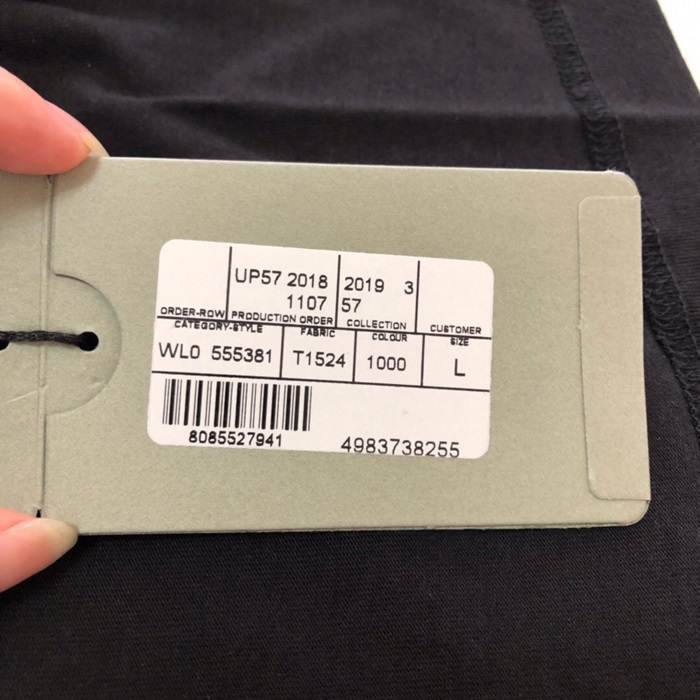 UP57 2018 2019 3
1107 57
ORDER-ROW PRODUCTION ORDER COLLECTION CUSTOMER
CATEGORY-STYLE FABRIC COLOUR SIZE
WL0 555381 T1524 1000 L
8085527941 4983738255